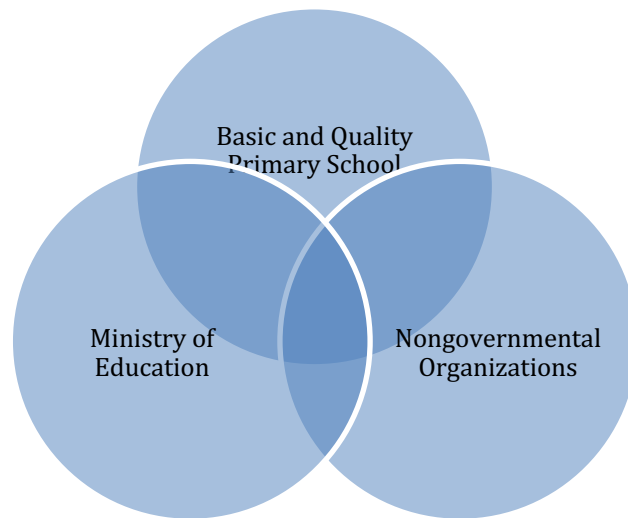 Basic and Quality
Primary School
Ministry of
Education
Nongovernmental
Organizations